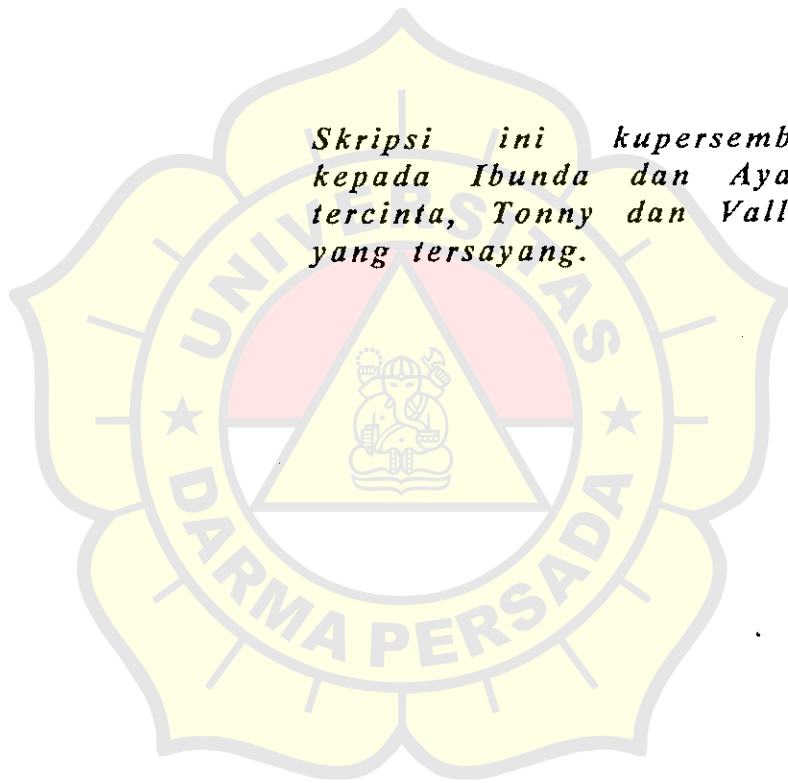 Skripsi ini kupersemb
kepada Ibunda dan Aya
tercinta, Tonny dan Vall
yang tersayang.
UNIVERSITAS
DARMA PERSADA